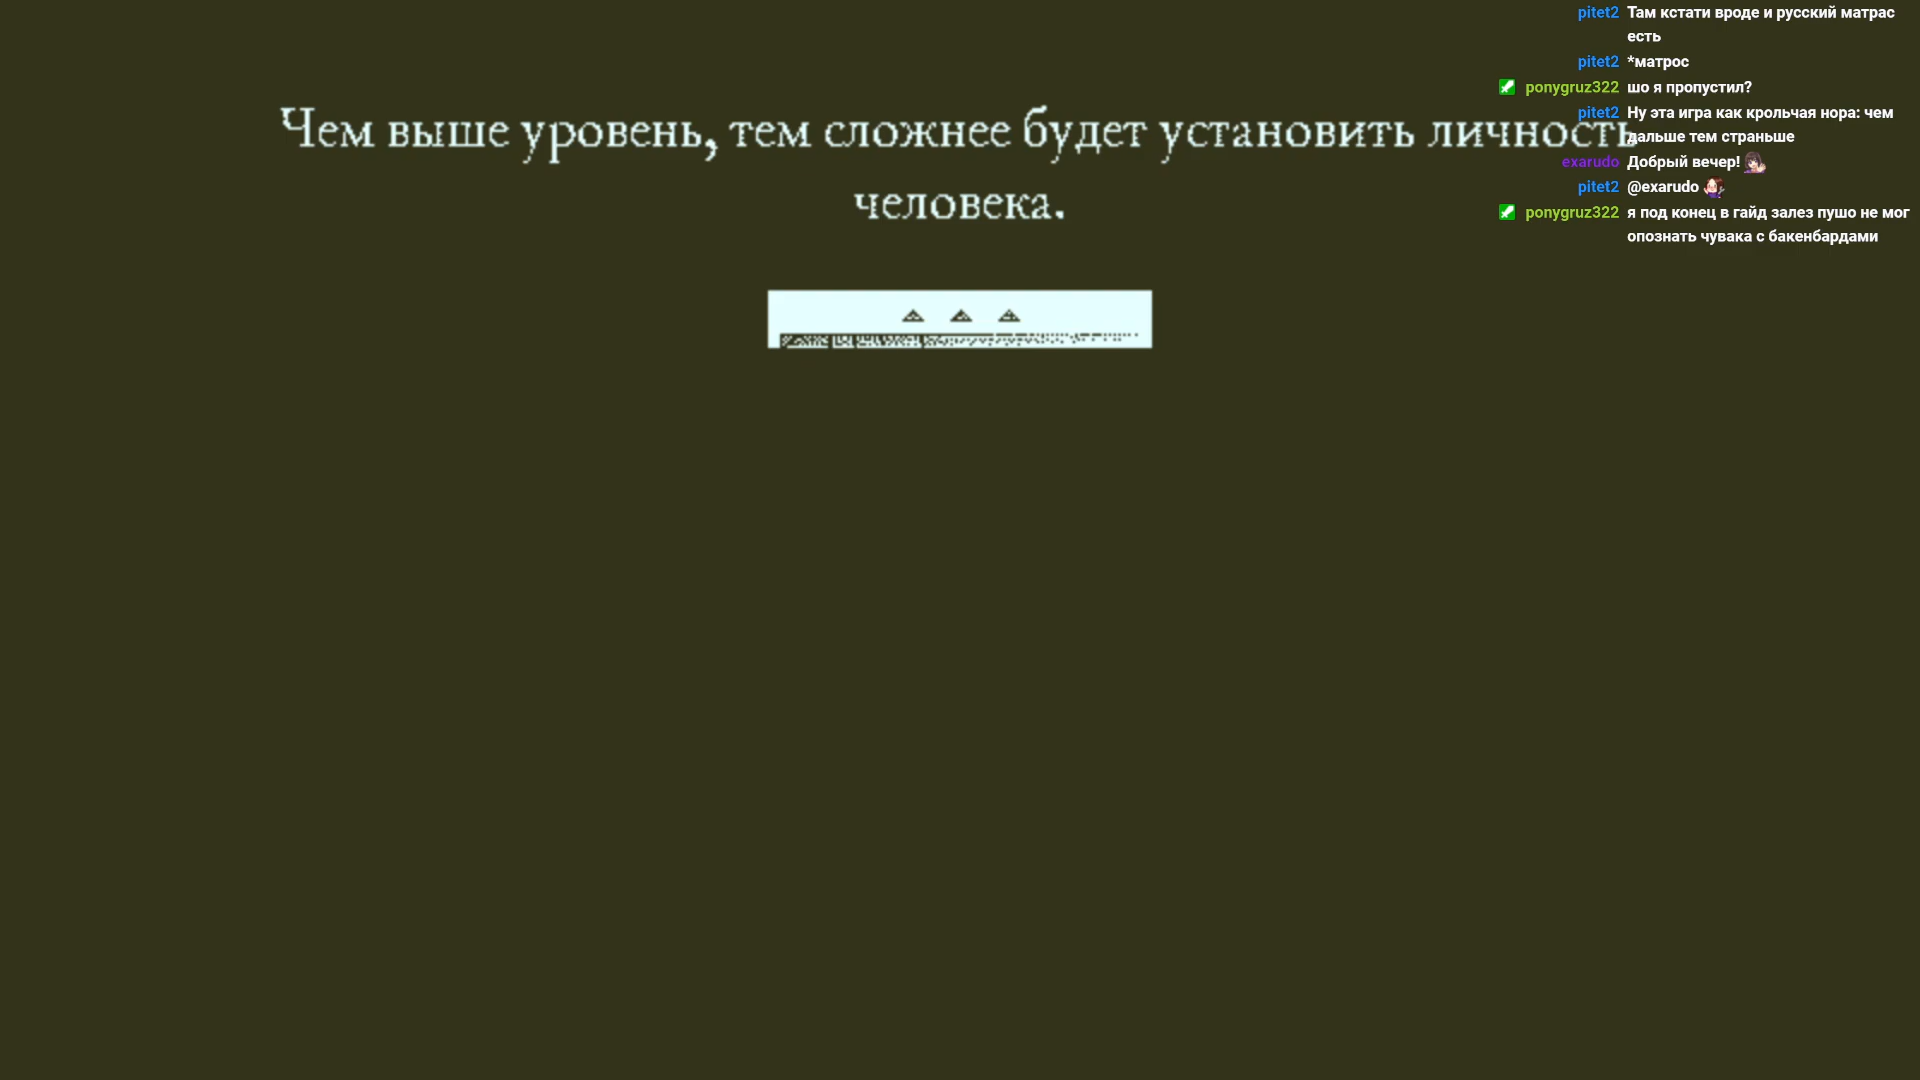 Чем выше уровень, тем сложнее будет установить личность
человека.
pitet2 Там кстати вроде и русский матрас
есть
pitet2 *матрос
ponygruz322 шо я пропустил?
pitet2 Ну эта игра как крольчая нора: чем
дальше тем страньше
exarudo Добрый вечер!
pitet2 @exarudo
ponygruz322 я под конец в гайд залез пушо не мог
опознать чувака с бакенбардами